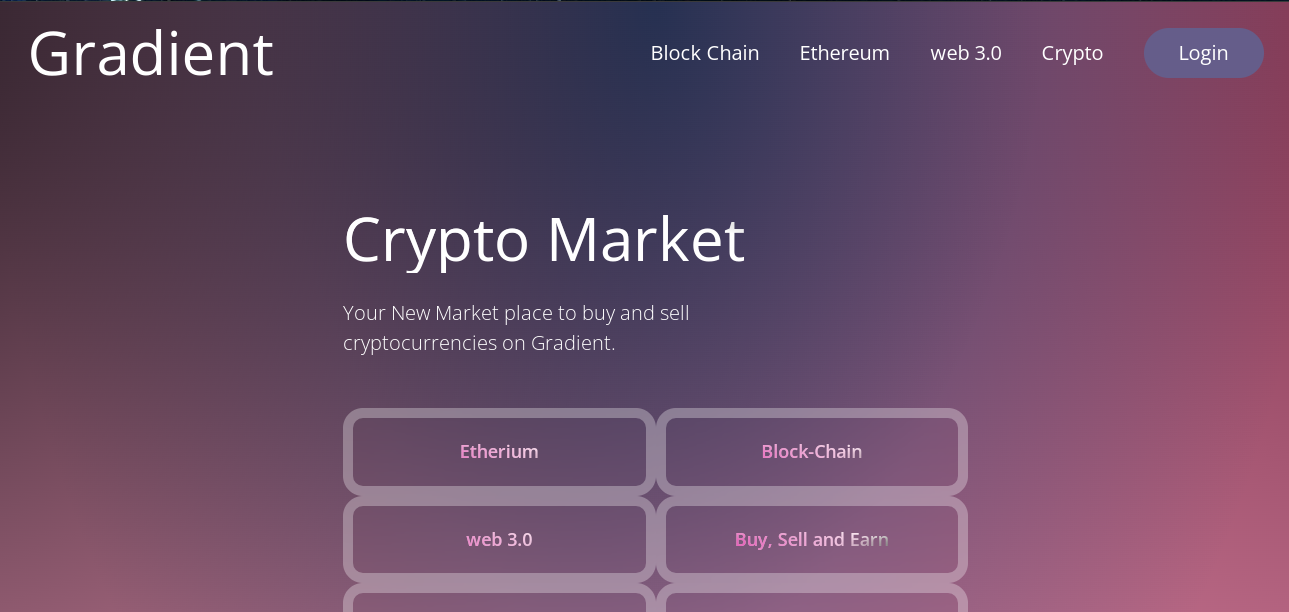 Gradient
Block Chain Ethereum web 3.0 Crypto Login
Crypto Market
Your New Market place to buy and sell
cryptocurrencies on Gradient.
Etherium Block-Chain
web 3.0 Buy, Sell and Earn